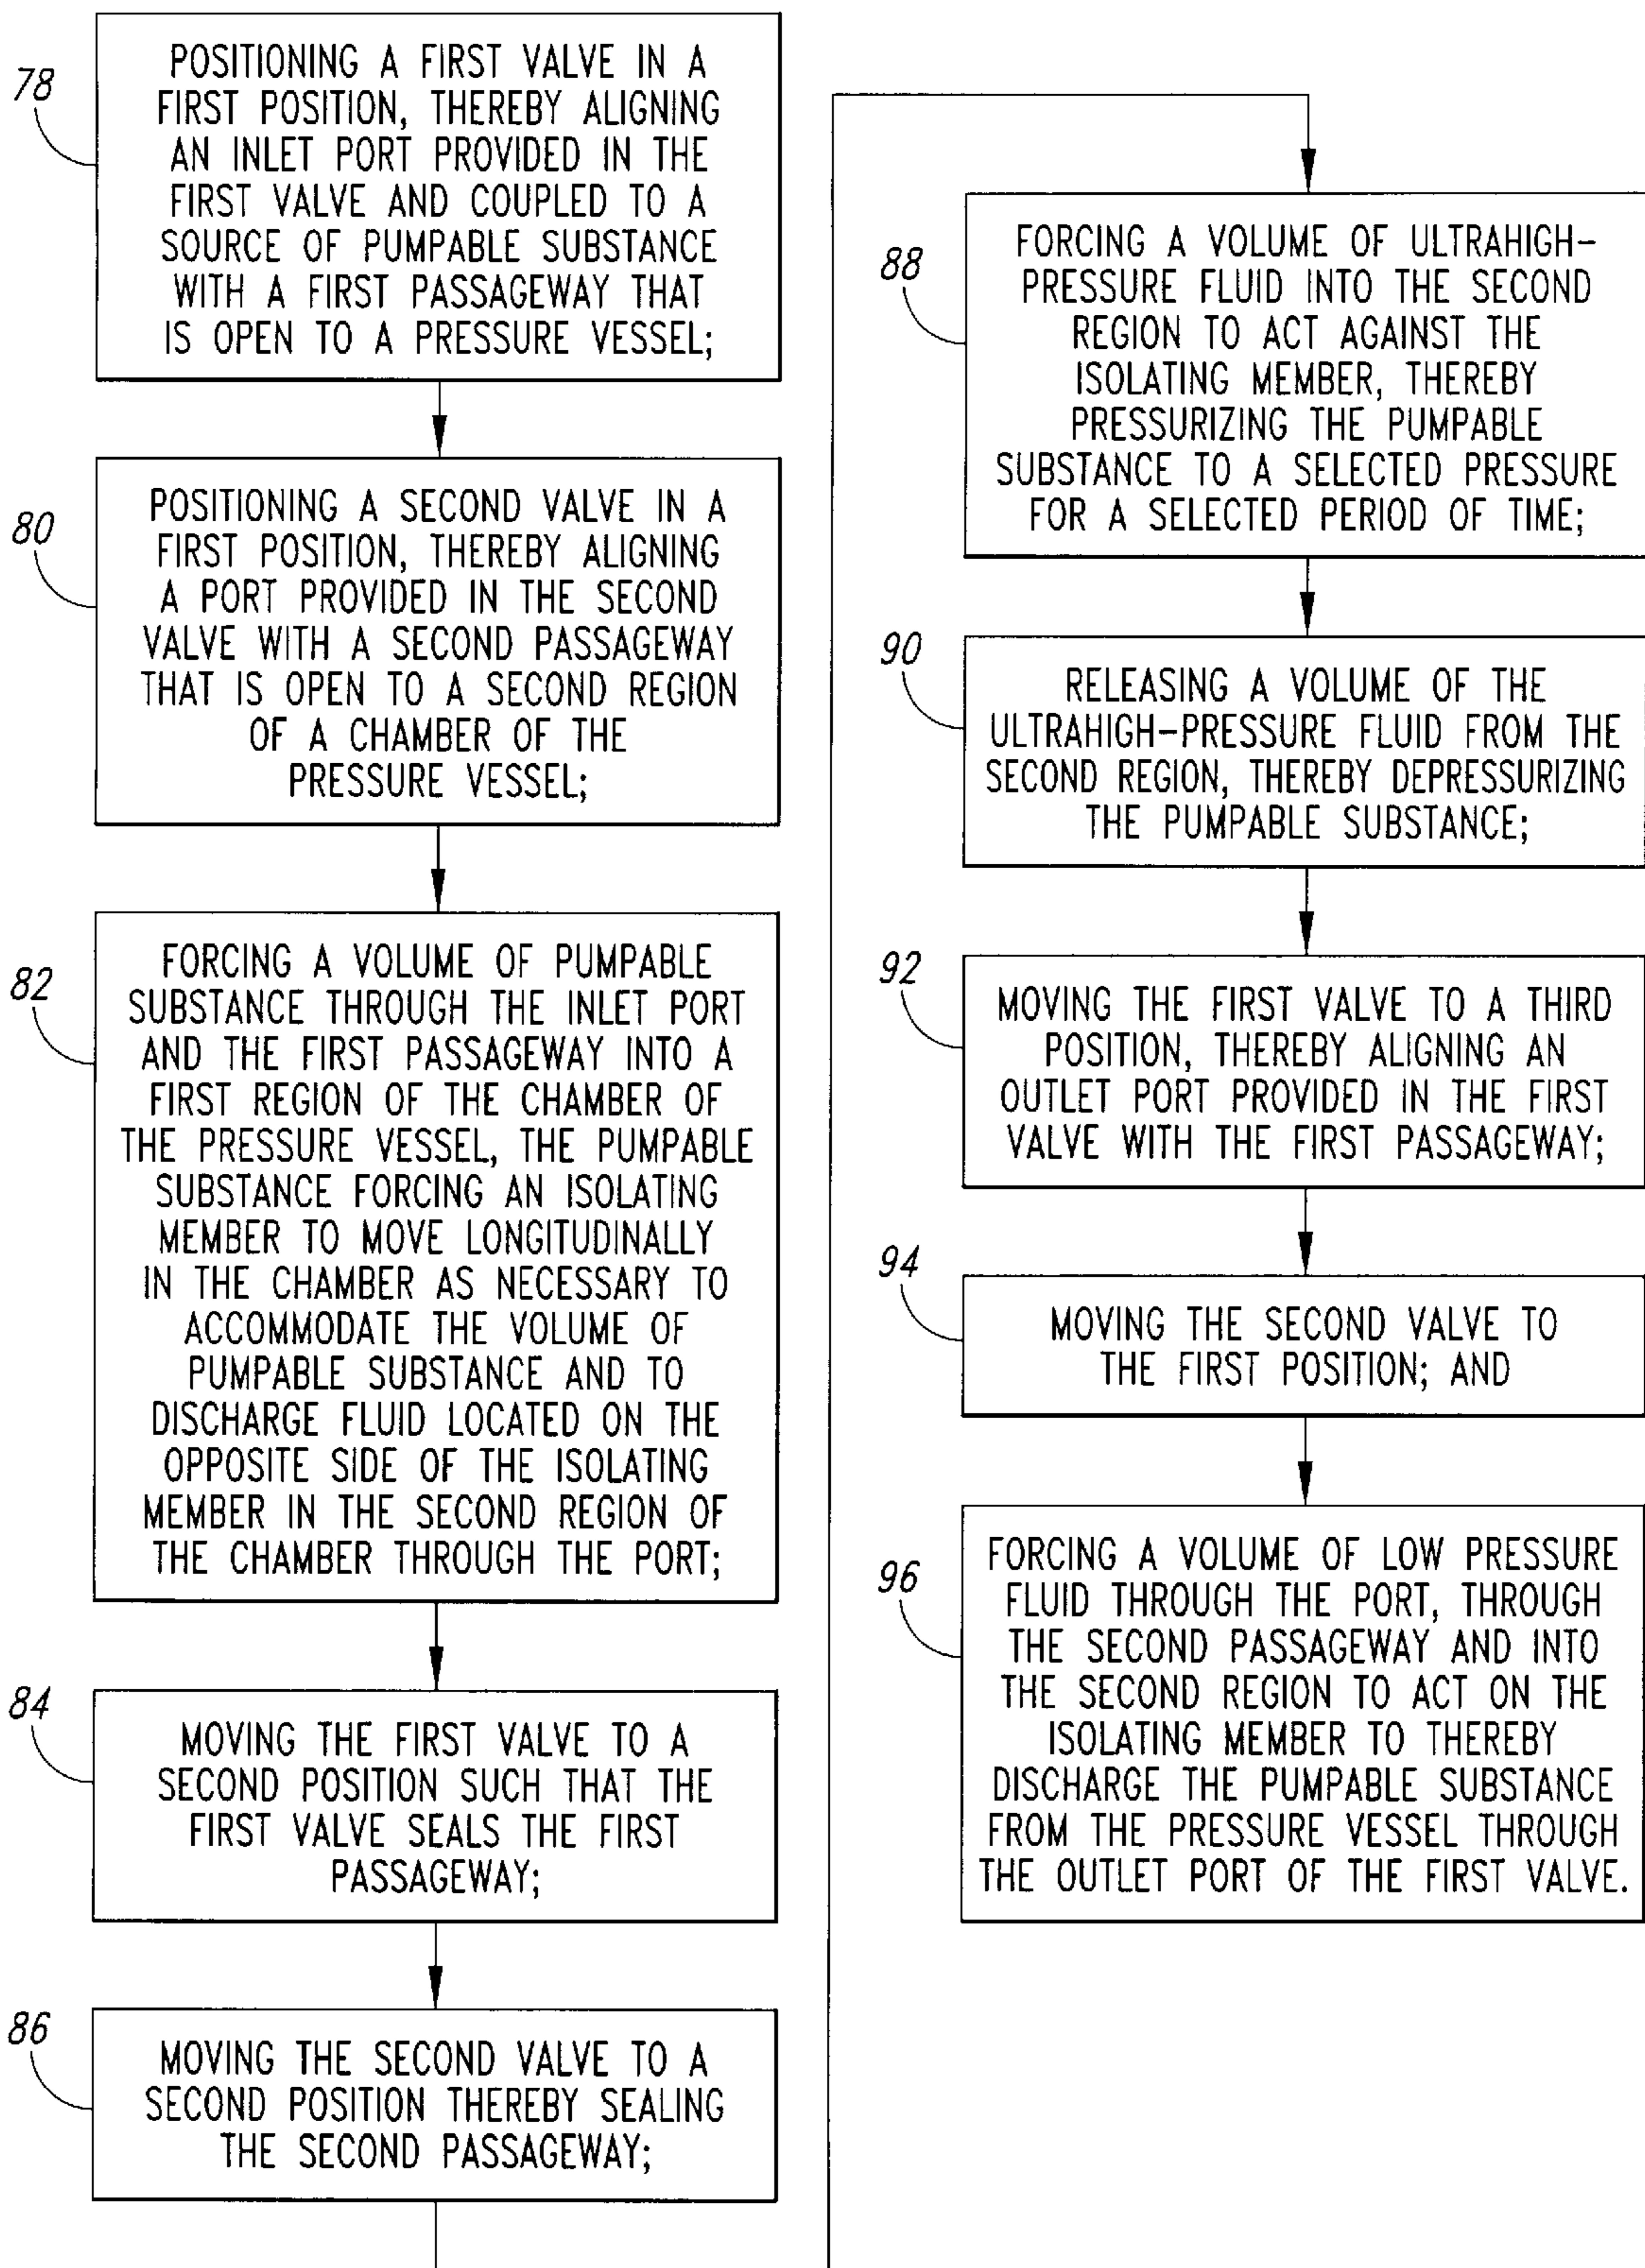 78
POSITIONING A FIRST VALVE IN A
FIRST POSITION, THEREBY ALIGNING
AN INLET PORT PROVIDED IN THE
FIRST VALVE AND COUPLED TO A
SOURCE OF PUMPABLE SUBSTANCE
WITH A FIRST PASSAGEWAY THAT
IS OPEN TO A PRESSURE VESSEL;
80
POSITIONING A SECOND VALVE IN A
FIRST POSITION, THEREBY ALIGNING
A PORT PROVIDED IN THE SECOND
VALVE WITH A SECOND PASSAGEWAY
THAT IS OPEN TO A SECOND REGION
OF A CHAMBER OF THE
PRESSURE VESSEL;
82
FORCING A VOLUME OF PUMPABLE
SUBSTANCE THROUGH THE INLET PORT
AND THE FIRST PASSAGEWAY INTO A
FIRST REGION OF THE CHAMBER OF
THE PRESSURE VESSEL, THE PUMPABLE
SUBSTANCE FORCING AN ISOLATING
MEMBER TO MOVE LONGITUDINALLY
IN THE CHAMBER AS NECESSARY TO
ACCOMMODATE THE VOLUME OF
PUMPABLE SUBSTANCE AND TO
DISCHARGE FLUID LOCATED ON THE
OPPOSITE SIDE OF THE ISOLATING
MEMBER IN THE SECOND REGION OF
THE CHAMBER THROUGH THE PORT;
84
MOVING THE FIRST VALVE TO A
SECOND POSITION SUCH THAT THE
FIRST VALVE SEALS THE FIRST
PASSAGEWAY;
86
MOVING THE SECOND VALVE TO A
SECOND POSITION THEREBY SEALING
THE SECOND PASSAGEWAY;
88
FORCING A VOLUME OF ULTRAHIGH-
PRESSURE FLUID INTO THE SECOND
REGION TO ACT AGAINST THE
ISOLATING MEMBER, THEREBY
PRESSURIZING THE PUMPABLE
SUBSTANCE TO A SELECTED PRESSURE
FOR A SELECTED PERIOD OF TIME;
90
RELEASING A VOLUME OF THE
ULTRAHIGH-PRESSURE FLUID FROM THE
SECOND REGION, THEREBY DEPRESSURIZING
THE PUMPABLE SUBSTANCE;
92
MOVING THE FIRST VALVE TO A THIRD
POSITION, THEREBY ALIGNING AN
OUTLET PORT PROVIDED IN THE FIRST
VALVE WITH THE FIRST PASSAGEWAY;
94
MOVING THE SECOND VALVE TO
THE FIRST POSITION; AND
96
FORCING A VOLUME OF LOW PRESSURE
FLUID THROUGH THE PORT, THROUGH
THE SECOND PASSAGEWAY AND INTO
THE SECOND REGION TO ACT ON THE
ISOLATING MEMBER TO THEREBY
DISCHARGE THE PUMPABLE SUBSTANCE
FROM THE PRESSURE VESSEL THROUGH
THE OUTLET PORT OF THE FIRST VALVE.